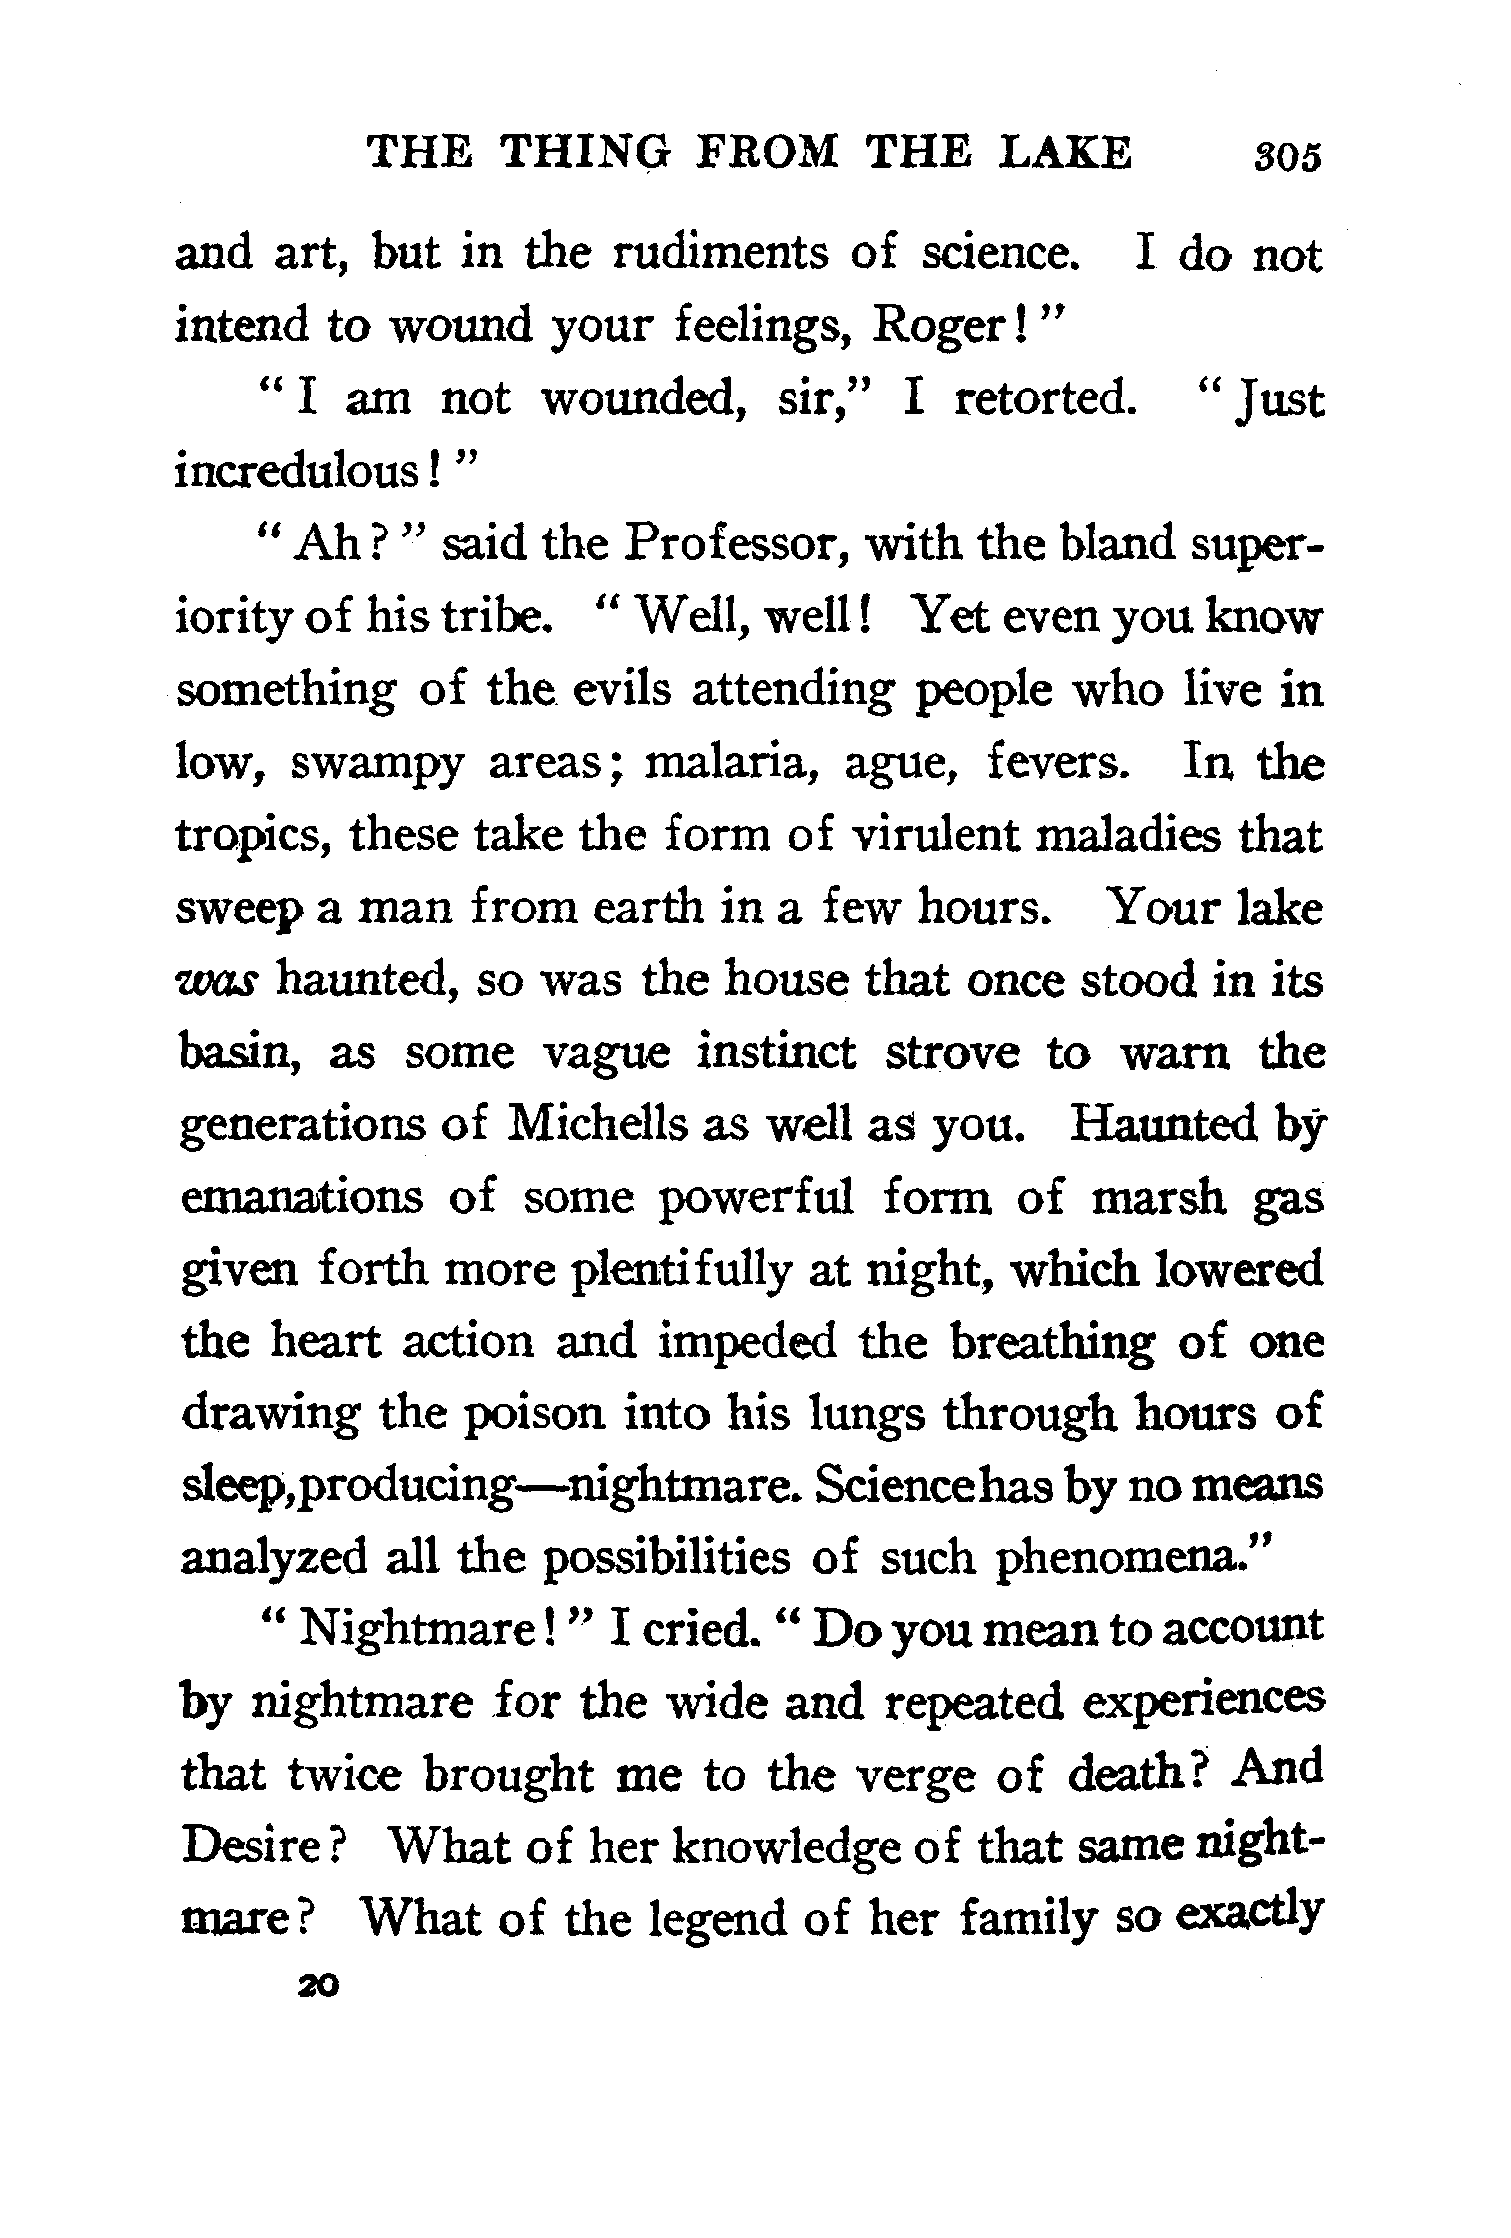 THE THING FROM THE LAKE 305
and art, but in the rudiments of science. I do not
intend to wound your feelings, Roger!"
"I am not wounded, sir," I retorted. "Just
incredulous!"
"Ah?" said the Professor, with the bland super-
iority of his tribe. "Well, well! Yet even you know
something of the evils attending people who live in
low, swampy areas; malaria, ague, fevers. In the
tropics, these take the form of virulent maladies that
sweep a man from earth in a few hours. Your lake
was haunted, so was the house that once stood in its
basin, as some vague instinct strove to warn the
generations of Michells as well as you. Haunted by
emanations of some powerful form of marsh gas
given forth more plentifully at night, which lowered
the heart action and impeded the breathing of one
drawing the poison into his lungs through hours of
sleep, producing—nightmare. Science has by no means
analyzed all the possibilities of such phenomena."
"Nightmare!" I cried. "Do you mean to account
by nightmare for the wide and repeated experiences
that twice brought me to the verge of death? And
Desire? What of her knowledge of that same night-
mare? What of the legend of her family so exactly
20